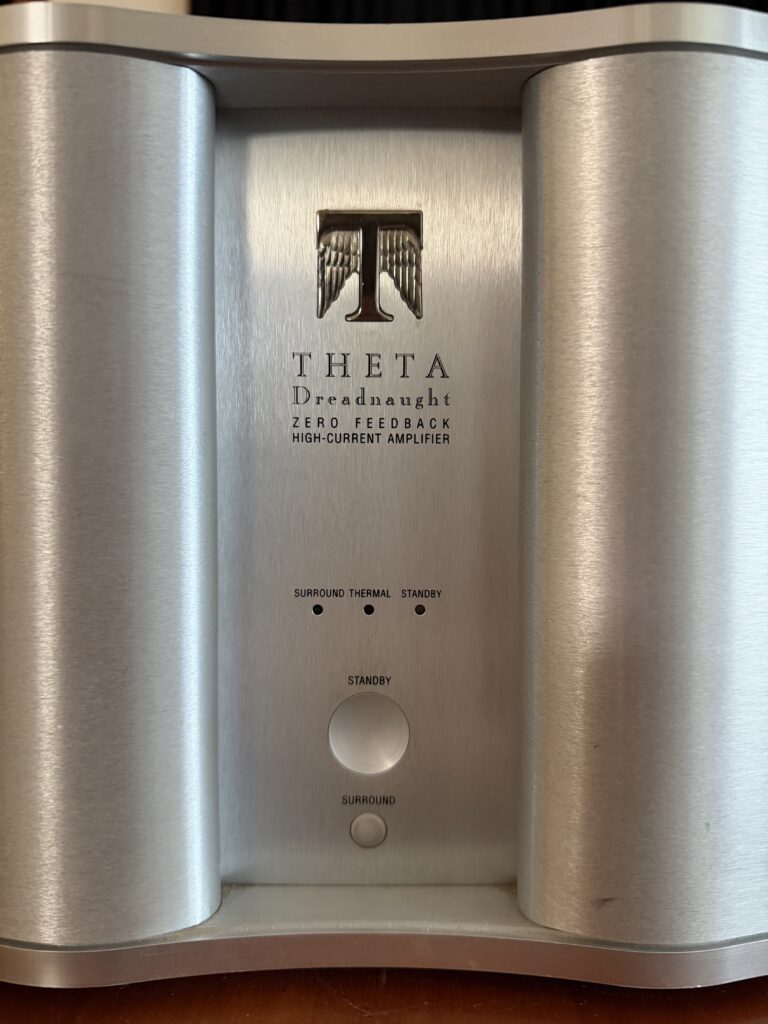 T
THETA
Dreadnaught
ZERO FEEDBACK
HIGH-CURRENT AMPLIFIER
SURROUND THERMAL STANDBY
STANDBY
SURROUND